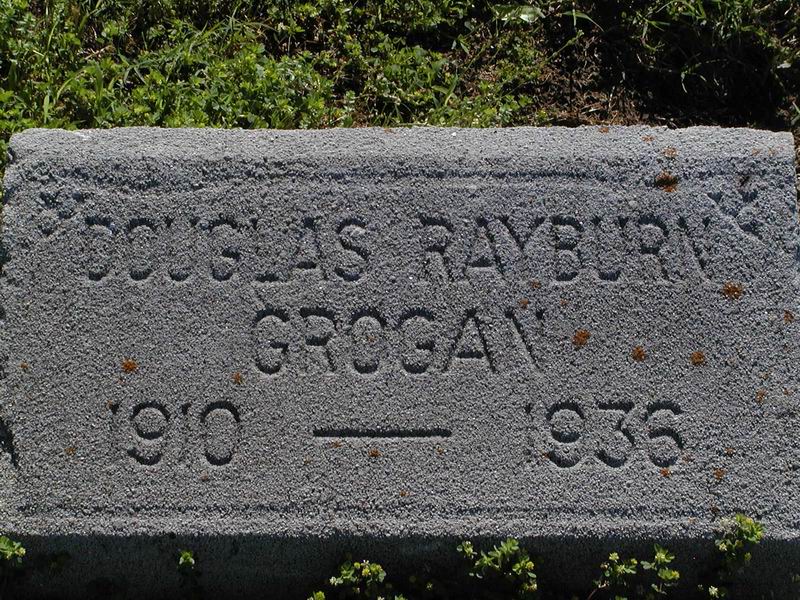 DOUGLAS RAYBURN
GROGAN
1910 — 1936